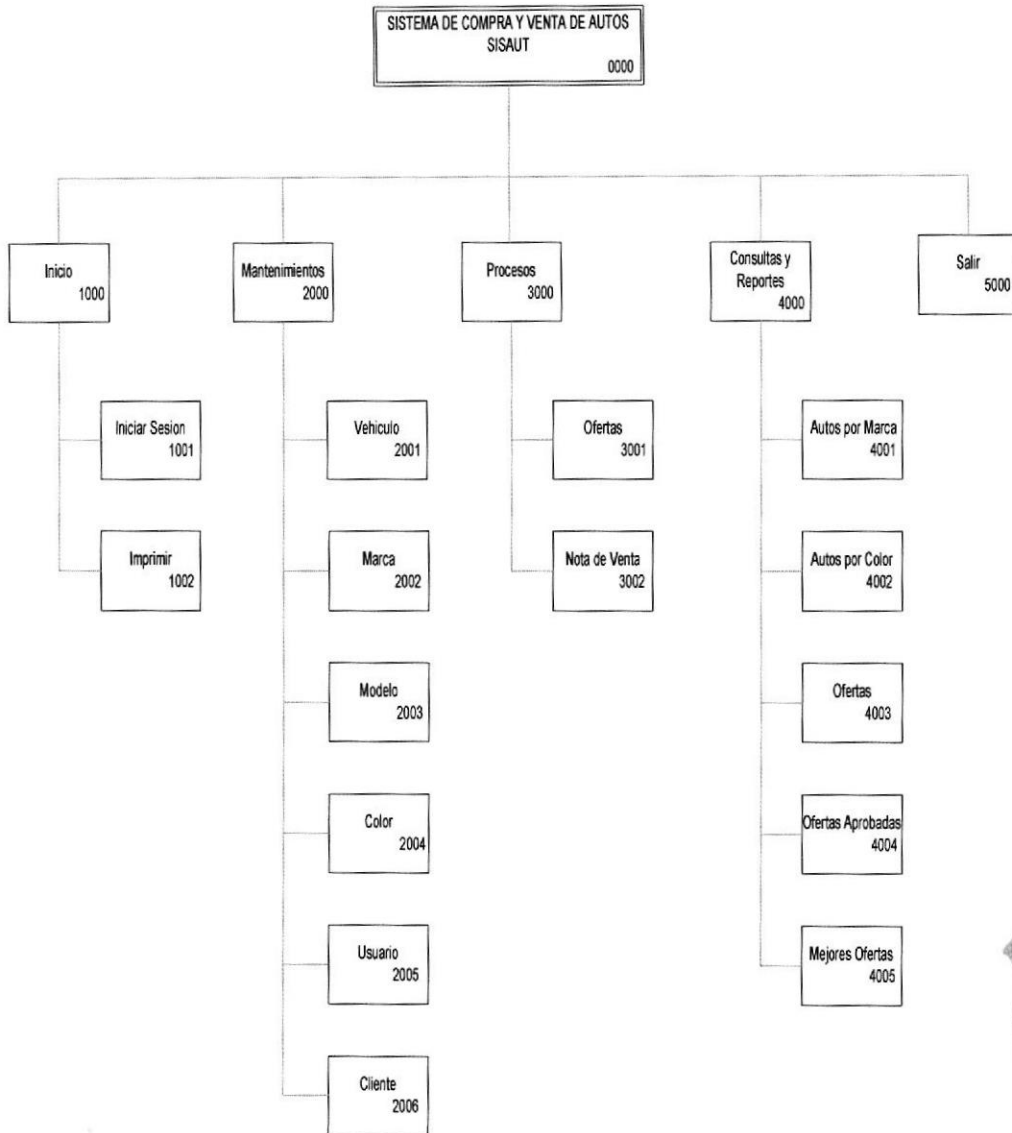 SISTEMA DE COMPRA Y VENTA DE AUTOS
SISAUT
0000
Inicio
1000
Mantenimientos
2000
Procesos
3000
Consultas y
Reportes
4000
Salir
5000
Iniciar Sesion
1001
Imprimir
1002
Vehiculo
2001
Marca
2002
Modelo
2003
Color
2004
Usuario
2005
Cliente
2006
Ofertas
3001
Nota de Venta
3002
Autos por Marca
4001
Autos por Color
4002
Ofertas
4003
Ofertas Aprobadas
4004
Mejores Ofertas
4005